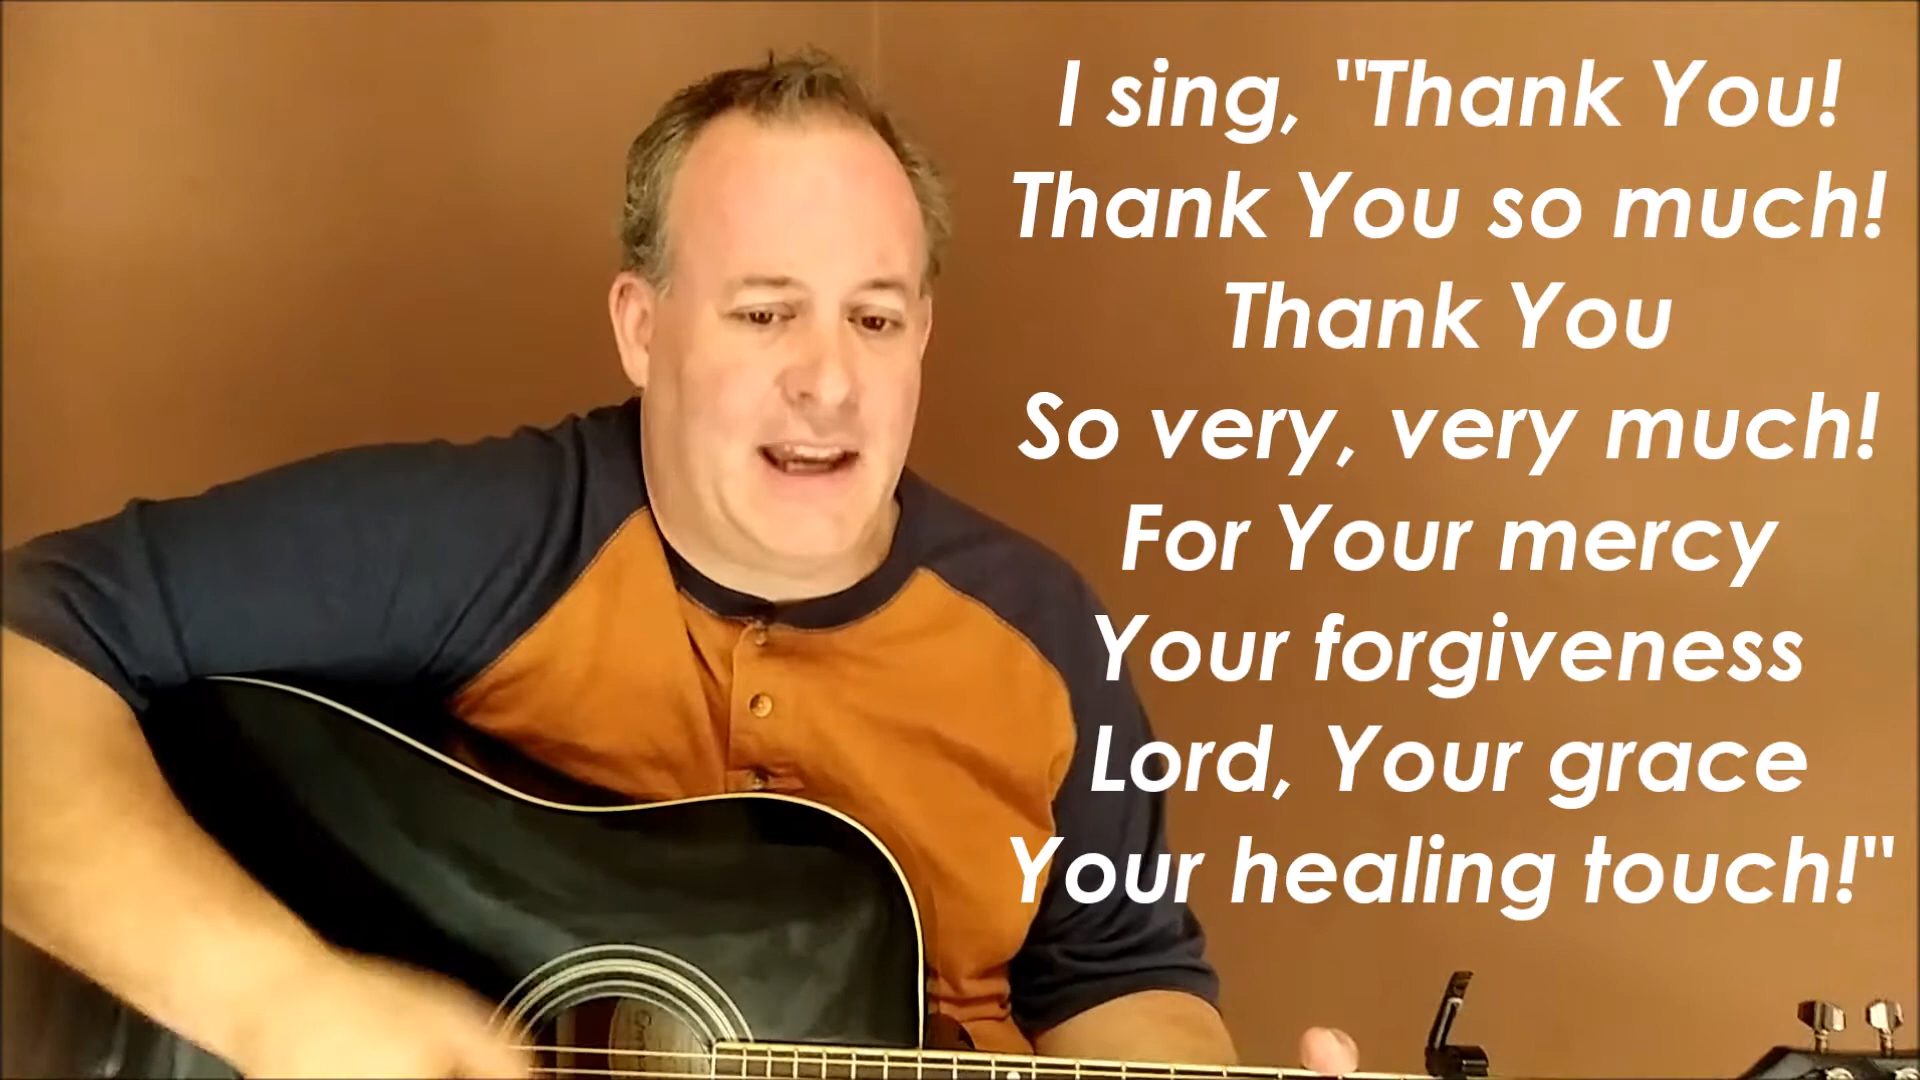 I sing, "Thank You!
Thank You so much!
Thank You
So very, very much!
For Your mercy
Your forgiveness
Lord, Your grace
Your healing touch!"